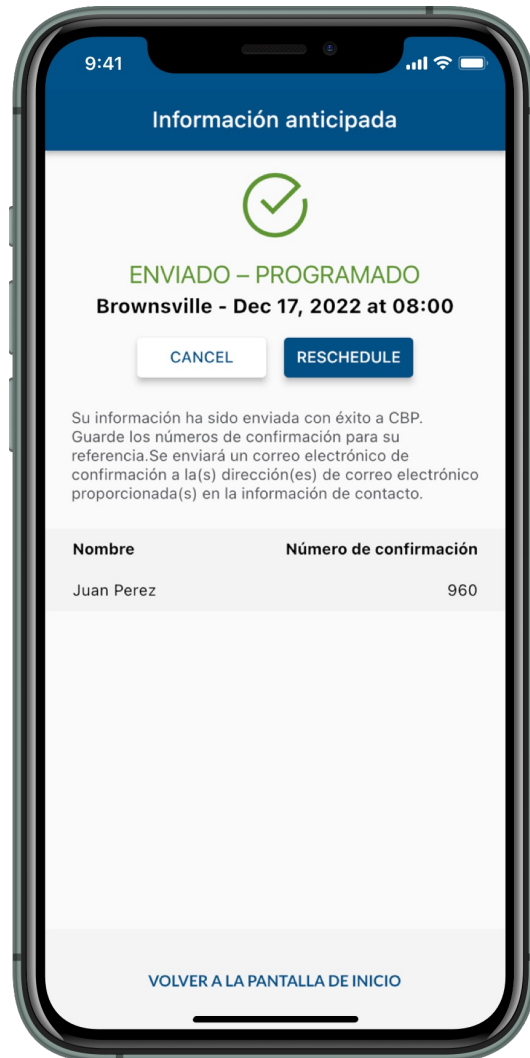 9:41
Información anticipada
ENVIADO – PROGRAMADO
Brownsville - Dec 17, 2022 at 08:00
CANCEL RESCHEDULE
Su información ha sido enviada con éxito a CBP.
Guarde los números de confirmación para su
referencia.Se enviará un correo electrónico de
confirmación a la(s) dirección(es) de correo electrónico
proporcionada(s) en la información de contacto.
Nombre Número de confirmación
Juan Perez 960
VOLVER A LA PANTALLA DE INICIO